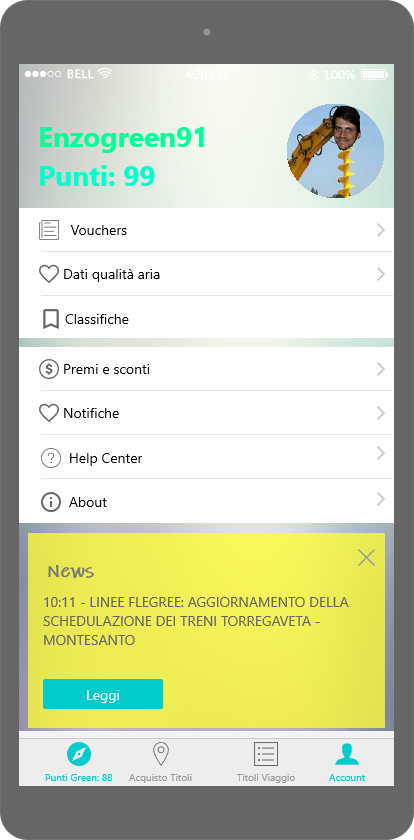 BELL 4:20 PM 100%
Enzogreen91
Punti: 99
Vouchers
Dati qualità aria
Classifiche
Premi e sconti
Notifiche
Help Center
About
News
10:11 - LINEE FLEGREE: AGGIORNAMENTO DELLA
SCHEDULAZIONE DEI TRENI TORREGAVETA -
MONTESANTO
Leggi
Punti Green: 88 Acquisto Titoli Titoli Viaggio Account